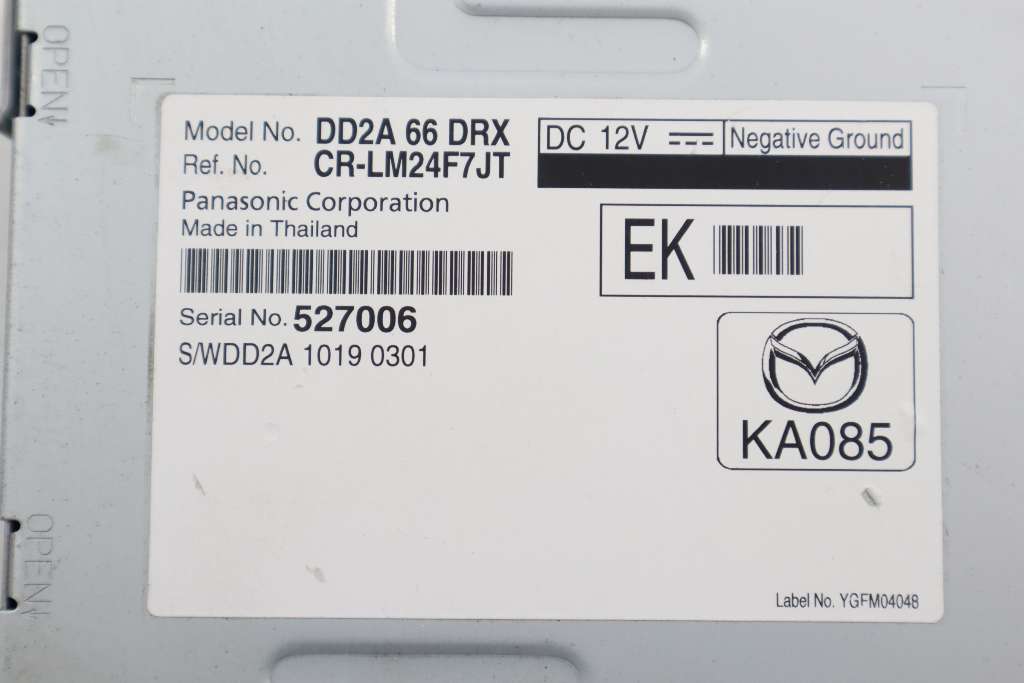 OPEN
Model No. DD2A 66 DRX
Ref. No. CR-LM24F7JT
Panasonic Corporation
Made in Thailand
Serial No. 527006
S/WDD2A 1019 0301
DC 12V
Negative Ground
EK
KA085
Label No. YGFM04048
OPEN